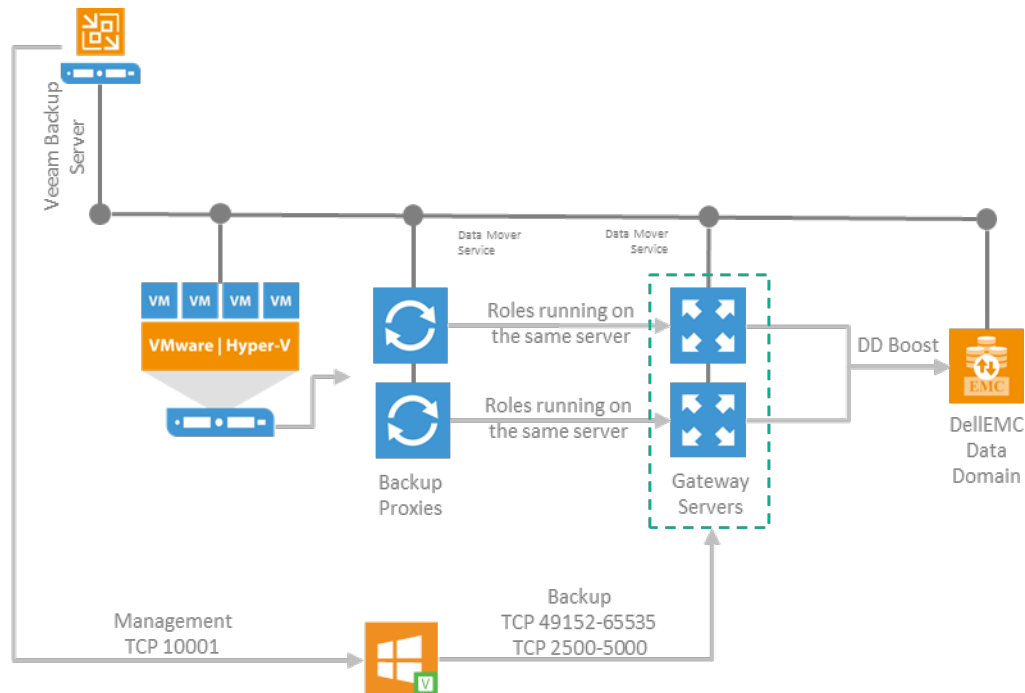 Veeam Backup
Server
Data Mover
Service
Data Mover
Service
VM VM VM VM
VMware | Hyper-V
Roles running on
the same server
DD Boost
EMC
Roles running on
the same server
DellEMC
Data
Domain
Backup
Proxies
Gateway
Servers
Management
TCP 10001
Backup
TCP 49152-65535
TCP 2500-5000
V